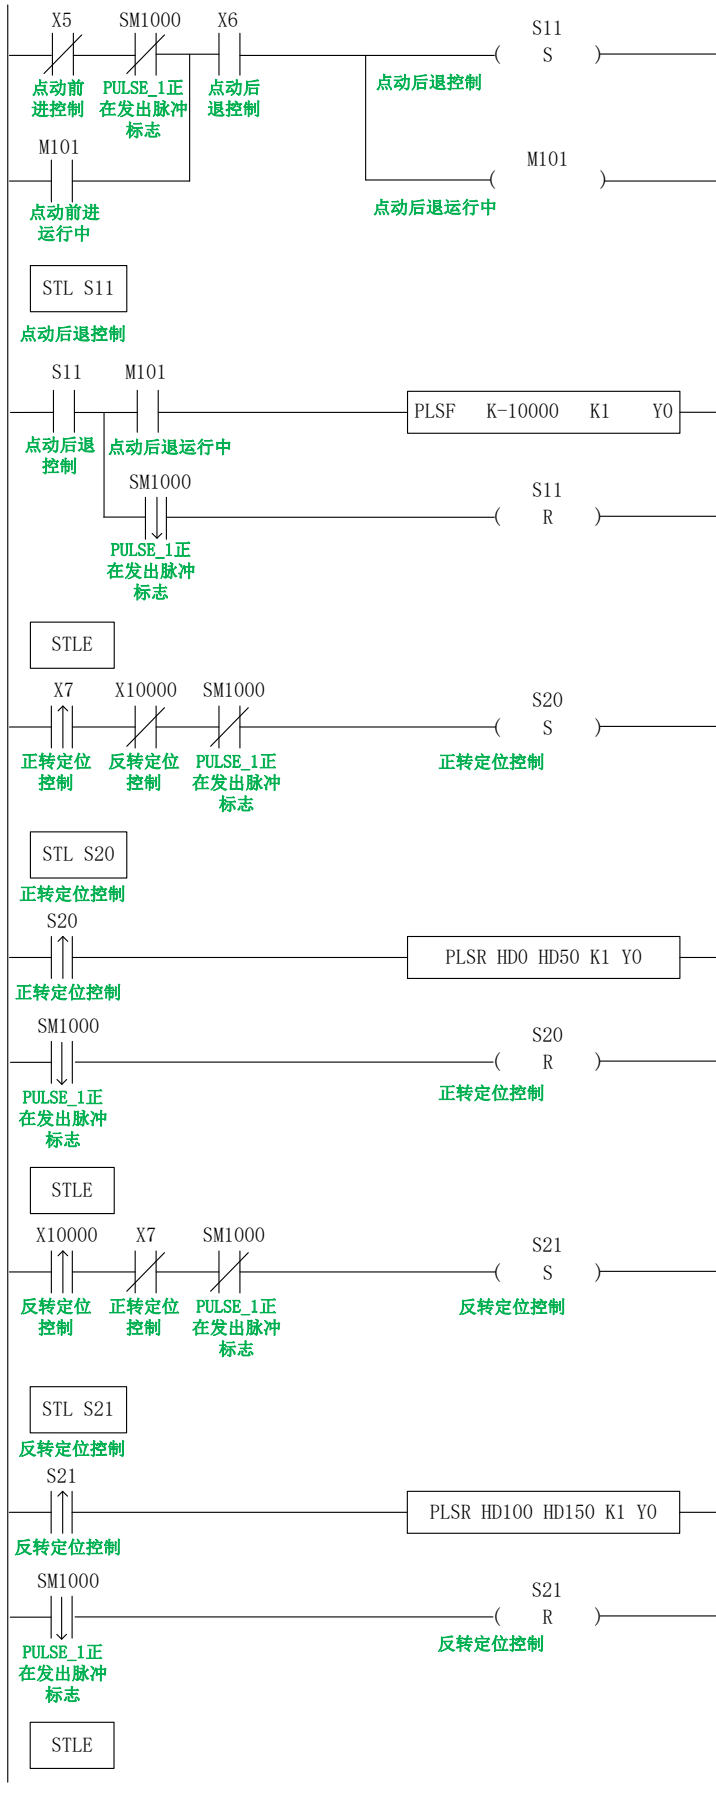 X5 SM1000 X6 S11
( S )
点动前 PULSE_1正 点动后 点动后退控制
进控制 在发出脉冲 退控制
标志
M101 M101
( )
点动前进 点动后退运行中
运行中
STL S11
点动后退控制
S11 M101
PLSF K-10000 K1 Y0
点动后退 点动后退运行中
控制
SM1000 S11
( R )
PULSE_1正
在发出脉冲
标志
STLE
X7 X10000 SM1000 S20
( S )
正转定位 反转定位 PULSE_1正 正转定位控制
控制 控制 在发出脉冲
标志
STL S20
正转定位控制
S20
PLSR HD0 HD50 K1 Y0
正转定位控制
SM1000 S20
( R )
PULSE_1正 正转定位控制
在发出脉冲
标志
STLE
X10000 X7 SM1000 S21
( S )
反转定位 正转定位 PULSE_1正 反转定位控制
控制 控制 在发出脉冲
标志
STL S21
反转定位控制
S21
PLSR HD100 HD150 K1 Y0
反转定位控制
SM1000 S21
( R )
PULSE_1正 反转定位控制
在发出脉冲
标志
STLE